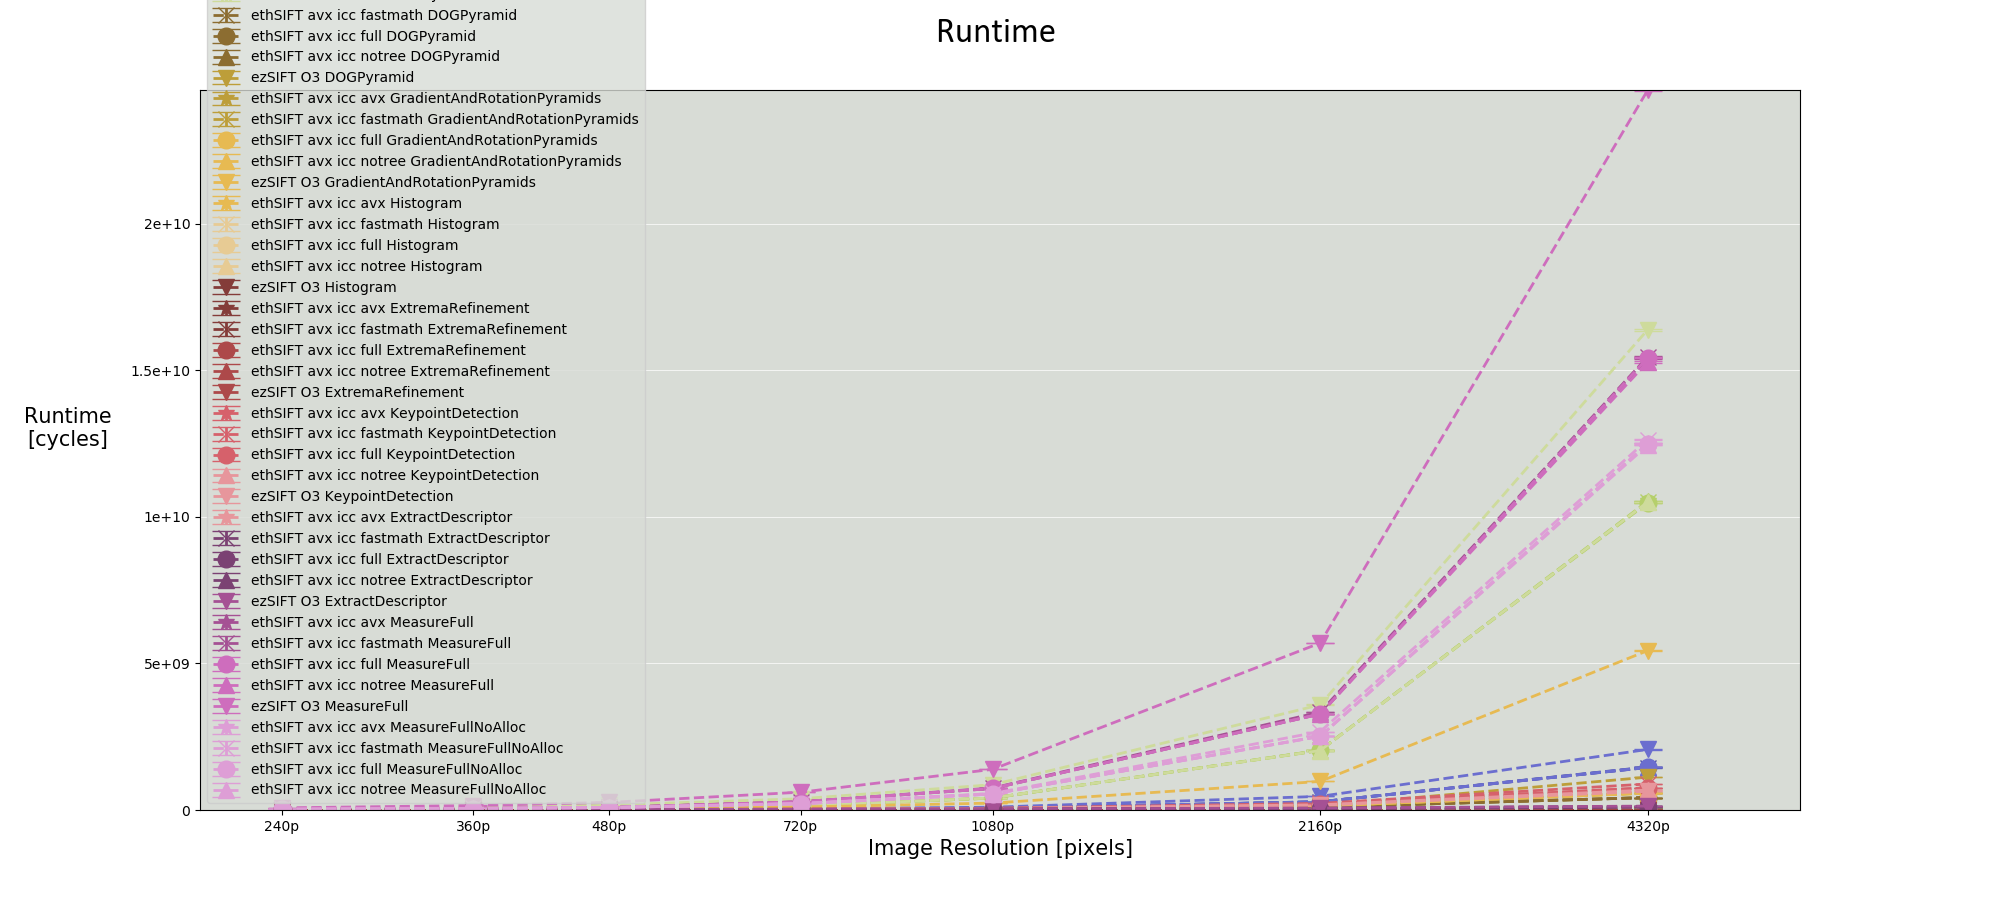 Runtime
ethSIFT avx icc fastmath DOGPyramid
ethSIFT avx icc full DOGPyramid
ethSIFT avx icc notree DOGPyramid
ezSIFT O3 DOGPyramid
ethSIFT avx icc avx GradientAndRotationPyramids
ethSIFT avx icc fastmath GradientAndRotationPyramids
ethSIFT avx icc full GradientAndRotationPyramids
ethSIFT avx icc notree GradientAndRotationPyramids
ezSIFT O3 GradientAndRotationPyramids
ethSIFT avx icc avx Histogram
ethSIFT avx icc fastmath Histogram
ethSIFT avx icc full Histogram
ethSIFT avx icc notree Histogram
ezSIFT O3 Histogram
ethSIFT avx icc avx ExtremaRefinement
ethSIFT avx icc fastmath ExtremaRefinement
ethSIFT avx icc full ExtremaRefinement
ethSIFT avx icc notree ExtremaRefinement
ezSIFT O3 ExtremaRefinement
ethSIFT avx icc avx KeypointDetection
ethSIFT avx icc fastmath KeypointDetection
ethSIFT avx icc full KeypointDetection
ethSIFT avx icc notree KeypointDetection
ezSIFT O3 KeypointDetection
ethSIFT avx icc avx ExtractDescriptor
ethSIFT avx icc fastmath ExtractDescriptor
ethSIFT avx icc full ExtractDescriptor
ethSIFT avx icc notree ExtractDescriptor
ezSIFT O3 ExtractDescriptor
ethSIFT avx icc avx MeasureFull
ethSIFT avx icc fastmath MeasureFull
ethSIFT avx icc full MeasureFull
ethSIFT avx icc notree MeasureFull
ezSIFT O3 MeasureFull
ethSIFT avx icc avx MeasureFullNoAlloc
ethSIFT avx icc fastmath MeasureFullNoAlloc
ethSIFT avx icc full MeasureFullNoAlloc
ethSIFT avx icc notree MeasureFullNoAlloc
2e+10
1.5e+10
1e+10
5e+09
0
Runtime
[cycles]
240p
360p
480p
720p
1080p
2160p
4320p
Image Resolution [pixels]